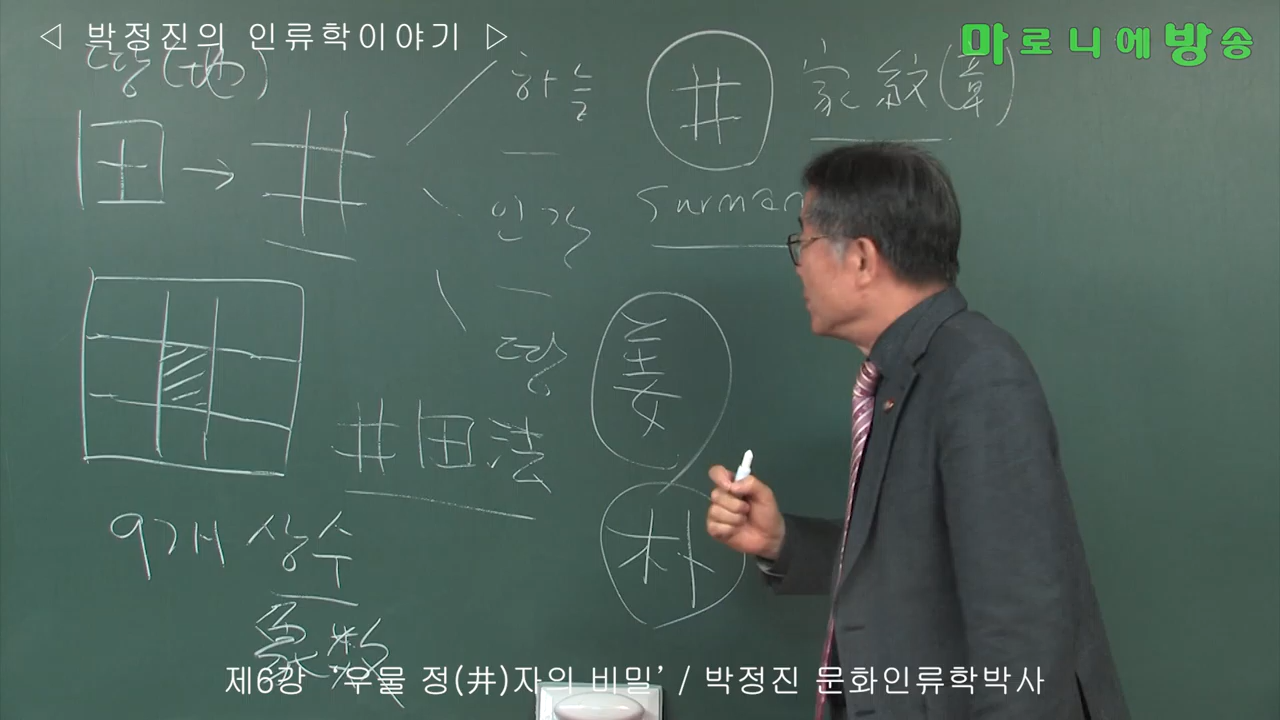 ◁ 박정진의 인류학이야기 ▷
마로니에방송
땅(地)
田 → 井
하늘
井
家紋(章)
인간
Surman
땅
姜
井田法
朴
9개 상수
象数
제6강 '우물 정(井)자의 비밀' / 박정진 문화인류학박사